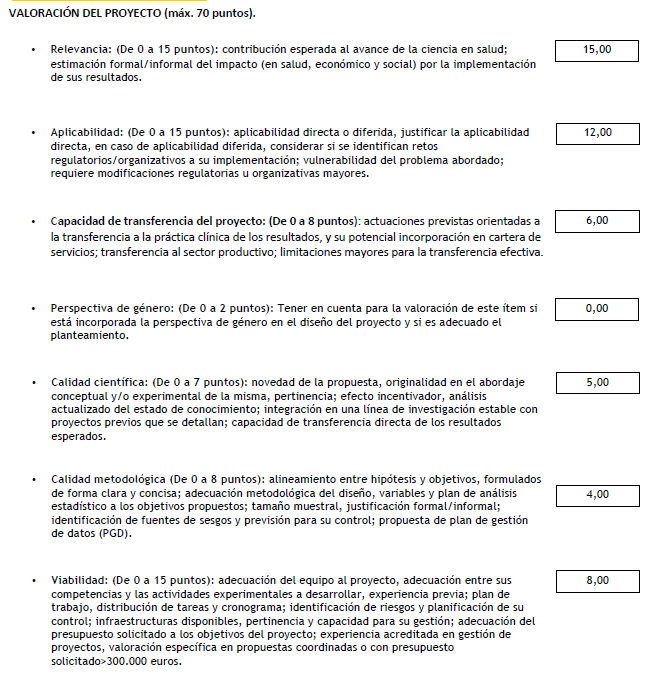 VALORACIÓN DEL PROYECTO (máx. 70 puntos).
• Relevancia: (De 0 a 15 puntos): contribución esperada al avance de la ciencia en salud;
estimación formal/informal del impacto (en salud, económico y social) por la implementación
de sus resultados.
15,00
• Aplicabilidad: (De 0 a 15 puntos): aplicabilidad directa o diferida, justificar la aplicabilidad
directa, en caso de aplicabilidad diferida, considerar si se identifican retos
regulatorios/organizativos a su implementación; vulnerabilidad del problema abordado;
requiere modificaciones regulatorias u organizativas mayores.
12,00
• Capacidad de transferencia del proyecto: (De 0 a 8 puntos): actuaciones previstas orientadas a
la transferencia a la práctica clínica de los resultados, y su potencial incorporación en cartera de
servicios; transferencia al sector productivo; limitaciones mayores para la transferencia efectiva.
6,00
• Perspectiva de género: (De 0 a 2 puntos): Tener en cuenta para la valoración de este ítem si
está incorporada la perspectiva de género en el diseño del proyecto y si es adecuado el
planteamiento.
0,00
• Calidad científica: (De 0 a 7 puntos): novedad de la propuesta, originalidad en el abordaje
conceptual y/o experimental de la misma, pertinencia; efecto incentivador, análisis
actualizado del estado de conocimiento; integración en una línea de investigación estable con
proyectos previos que se detallan; capacidad de transferencia directa de los resultados
esperados.
5,00
• Calidad metodológica (De 0 a 8 puntos): alineamiento entre hipótesis y objetivos, formulados
de forma clara y concisa; adecuación metodológica del diseño, variables y plan de análisis
estadístico a los objetivos propuestos; tamaño muestral, justificación formal/informal;
identificación de fuentes de sesgos y previsión para su control; propuesta de plan de gestión
de datos (PGD).
4,00
• Viabilidad: (De 0 a 15 puntos): adecuación del equipo al proyecto, adecuación entre sus
competencias y las actividades experimentales a desarrollar, experiencia previa; plan de
trabajo, distribución de tareas y cronograma; identificación de riesgos y planificación de su
control; infraestructuras disponibles, pertinencia y capacidad para su gestión; adecuación del
presupuesto solicitado a los objetivos del proyecto; experiencia acreditada en gestión de
proyectos, valoración específica en propuestas coordinadas o con presupuesto
solicitado>300.000 euros.
8,00